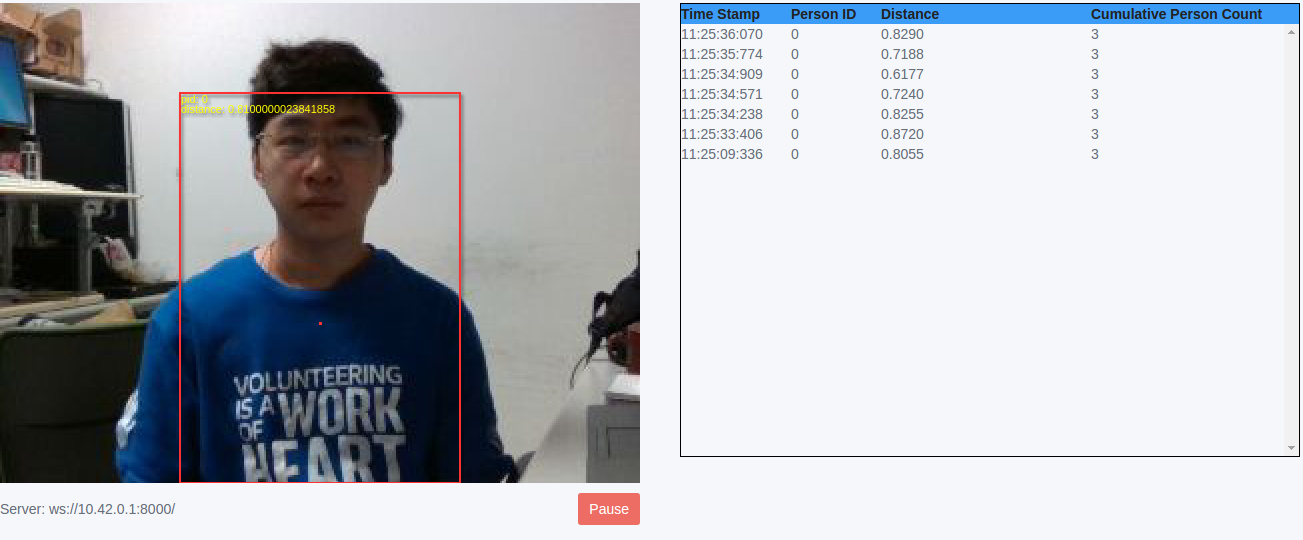 pid: 0
distance: 0.8100000023841858
VOLUNTEERING
IS A WORK
OF
HEART
Server: ws://10.42.0.1:8000/
Pause
Time Stamp Person ID Distance Cumulative Person Count
11:25:36:070 0 0.8290 3
11:25:35:774 0 0.7188 3
11:25:34:909 0 0.6177 3
11:25:34:571 0 0.7240 3
11:25:34:238 0 0.8255 3
11:25:33:406 0 0.8720 3
11:25:09:336 0 0.8055 3